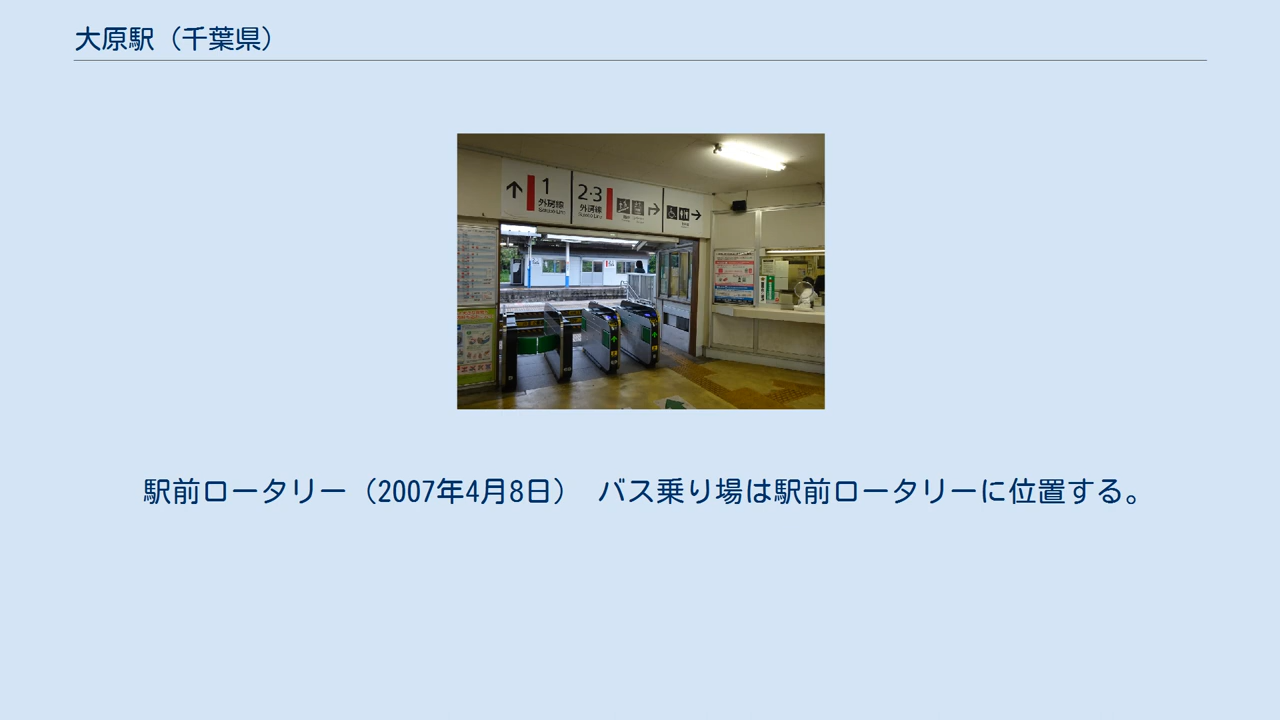 大原駅（千葉県）
1
2·3
外房線
外房線
駅前ロータリー（2007年4月8日） バス乗り場は駅前ロータリーに位置する。